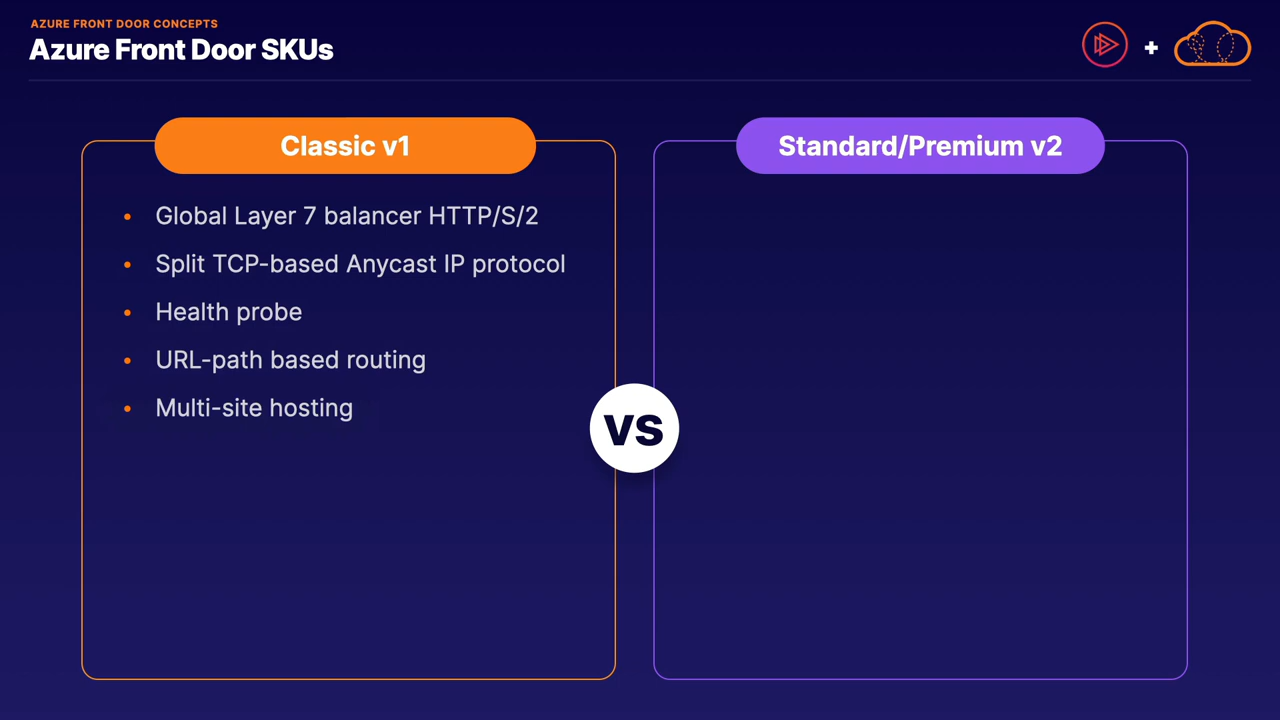 AZURE FRONT DOOR CONCEPTS
Azure Front Door SKUs
+
Classic v1
• Global Layer 7 balancer HTTP/S/2
• Split TCP-based Anycast IP protocol
• Health probe
• URL-path based routing
• Multi-site hosting
VS
Standard/Premium v2